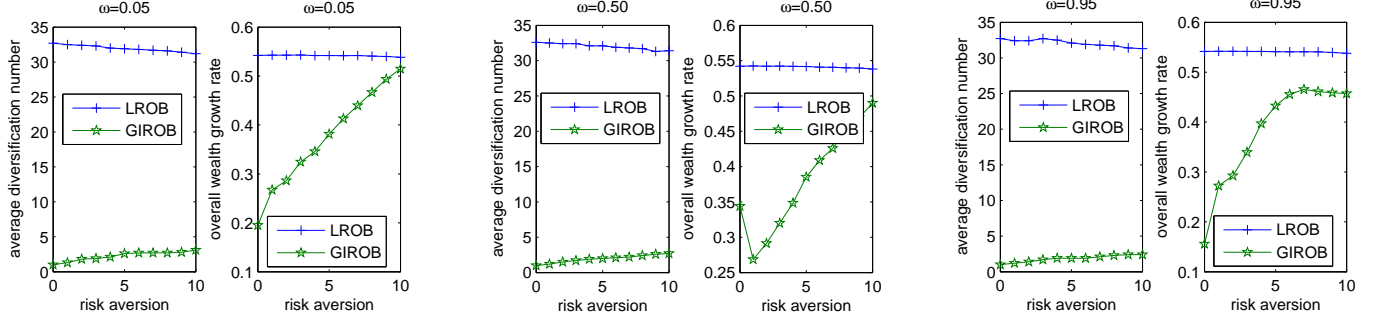 ω=0.05
average diversification number
35
30
25
20
15
10
5
0
LROB
GIROB
0 5 10
risk aversion
ω=0.05
overall wealth growth rate
0.6
0.5
0.4
0.3
0.2
0.1
LROB
GIROB
0 5 10
risk aversion
ω=0.50
average diversification number
35
30
25
20
15
10
5
0
LROB
GIROB
0 5 10
risk aversion
ω=0.50
overall wealth growth rate
0.6
0.55
0.5
0.45
0.4
0.35
0.3
0.25
LROB
GIROB
0 5 10
risk aversion
ω=0.95
average diversification number
35
30
25
20
15
10
5
0
LROB
GIROB
0 5 10
risk aversion
ω=0.95
overall wealth growth rate
0.6
0.5
0.4
0.3
0.2
0.1
LROB
GIROB
0 5 10
risk aversion